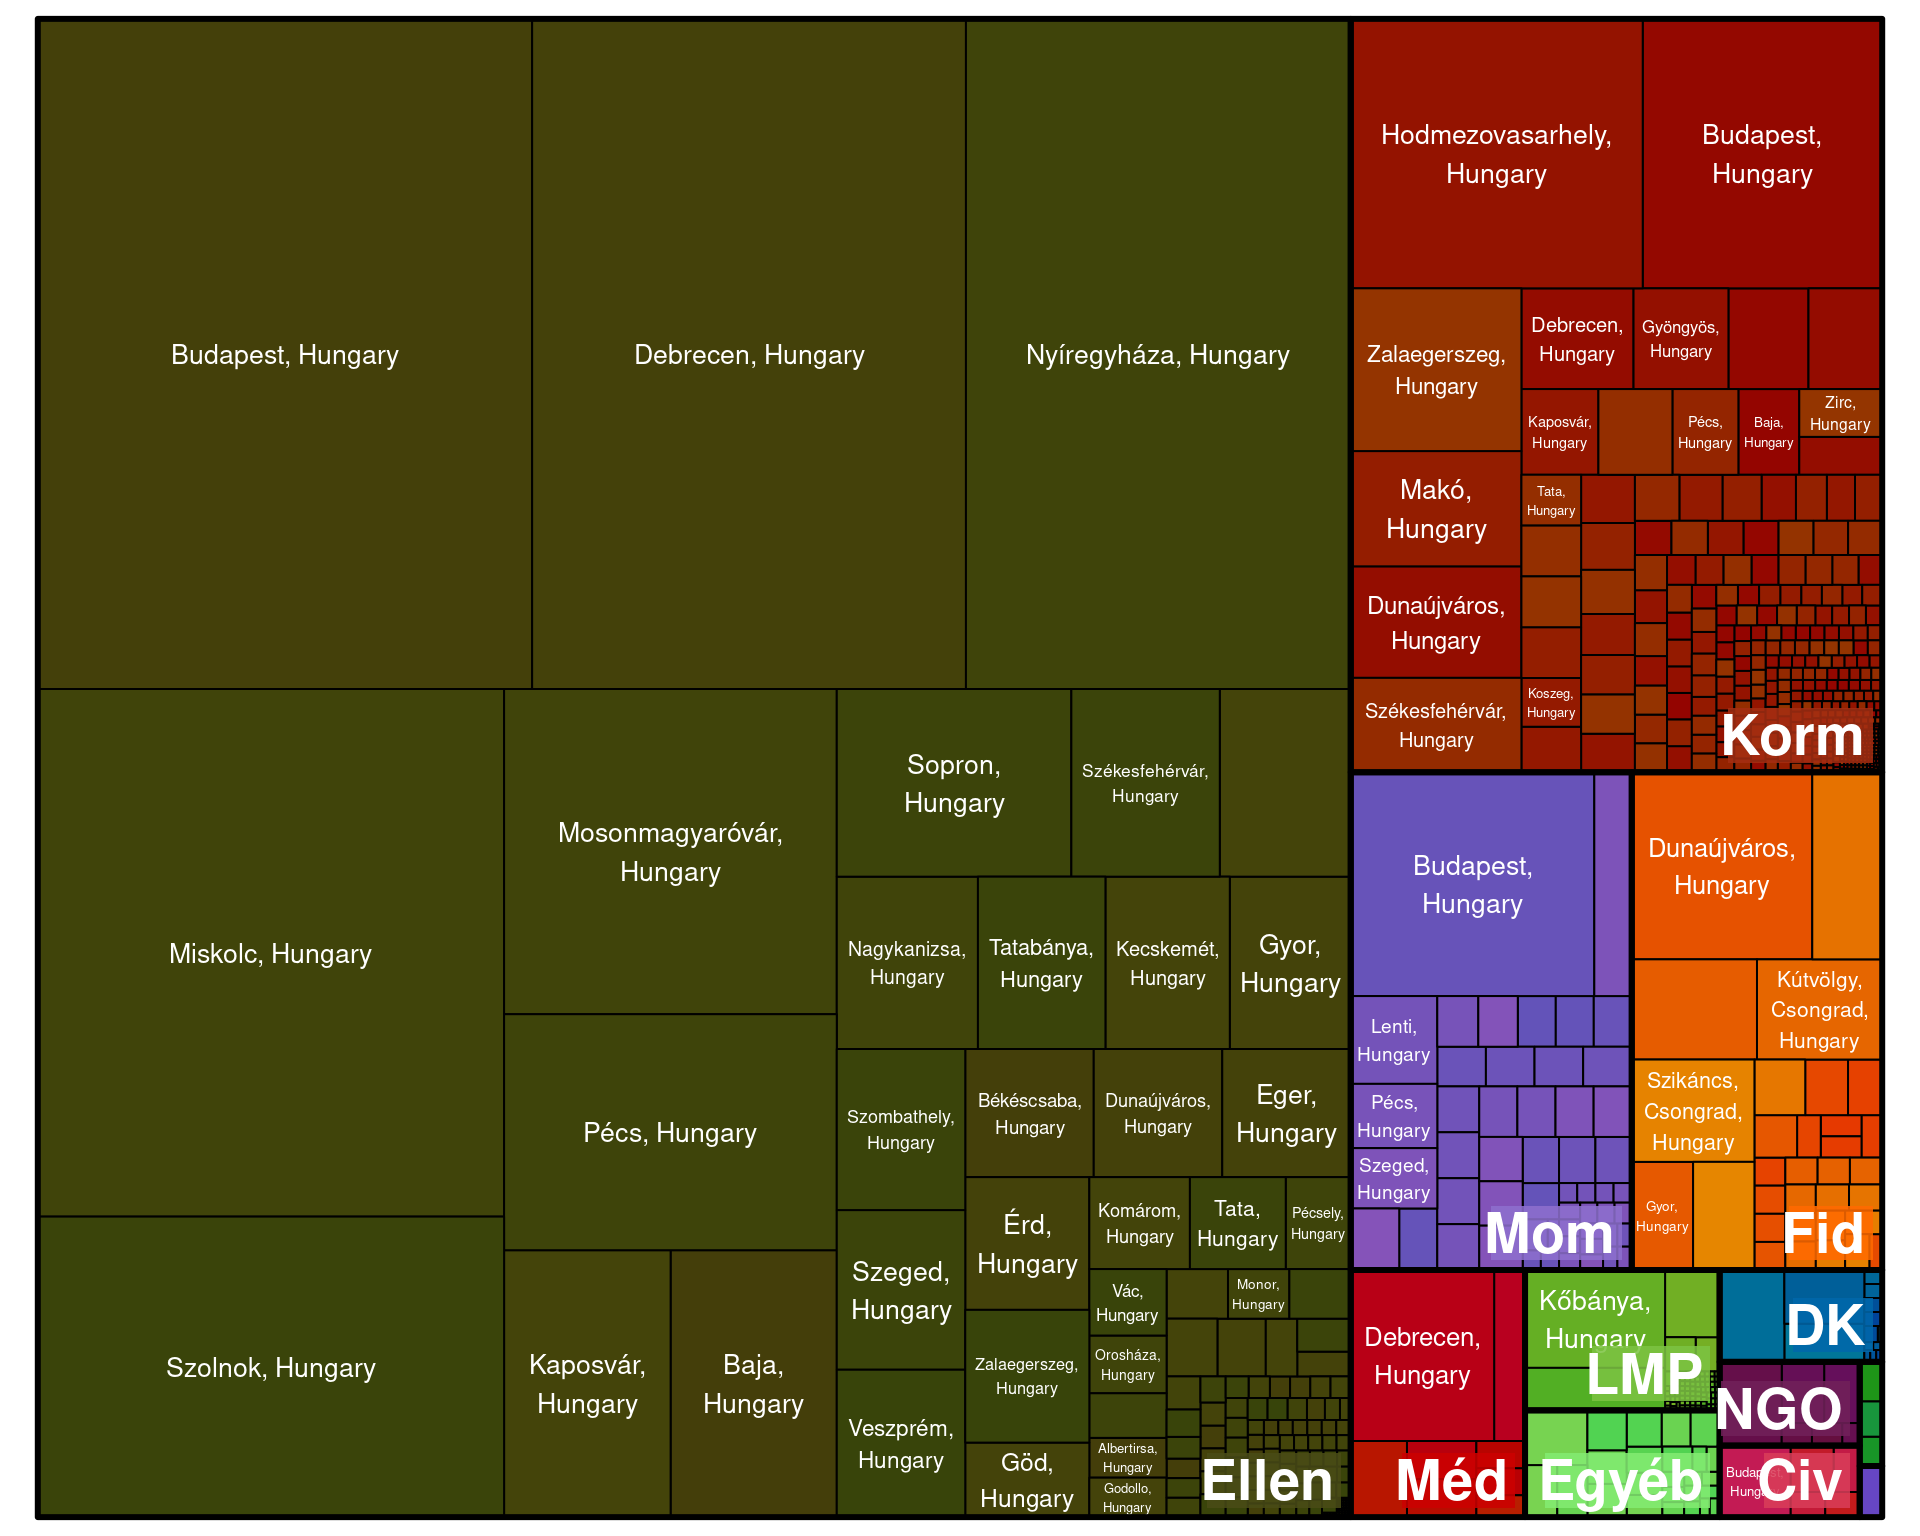 Budapest, Hungary
Debrecen, Hungary
Nyíregyháza, Hungary
Miskolc, Hungary
Szolnok, Hungary
Mosonmagyaróvár,
Hungary
Pécs, Hungary
Kaposvár,
Hungary
Baja,
Hungary
Sopron,
Hungary
Székesfehérvár,
Hungary
Nagykanizsa,
Hungary
Tatabánya,
Hungary
Kecskemét,
Hungary
Gyor,
Hungary
Szombathely,
Hungary
Szeged,
Hungary
Veszprém,
Hungary
Békéscsaba,
Hungary
Dunaújváros,
Hungary
Eger,
Hungary
Érd,
Hungary
Zalaegerszeg,
Hungary
Göd,
Hungary
Komárom,
Hungary
Tata,
Hungary
Pécsely,
Hungary
Vác,
Hungary
Monor,
Hungary
Orosháza,
Hungary
Albertirsa,
Hungary
Godollo,
Hungary
Ellen
Hodmezovasarhely,
Hungary
Budapest,
Hungary
Zalaegerszeg,
Hungary
Makó,
Hungary
Dunaújváros,
Hungary
Székesfehérvár,
Hungary
Debrecen,
Hungary
Gyöngyös,
Hungary
Kaposvár,
Hungary
Pécs,
Hungary
Baja,
Hungary
Zirc,
Hungary
Tata,
Hungary
Koszeg,
Hungary
Korm
Budapest,
Hungary
Lenti,
Hungary
Pécs,
Hungary
Szeged,
Hungary
Mom
Dunaújváros,
Hungary
Kútvölgy,
Csongrad,
Hungary
Szikáncs,
Csongrad,
Hungary
Gyor,
Hungary
Fid
Debrecen,
Hungary
Méd
Kőbánya,
Hungary
LMP
Egyéb
DK
NGO
Budapest,
Hungary
Civ